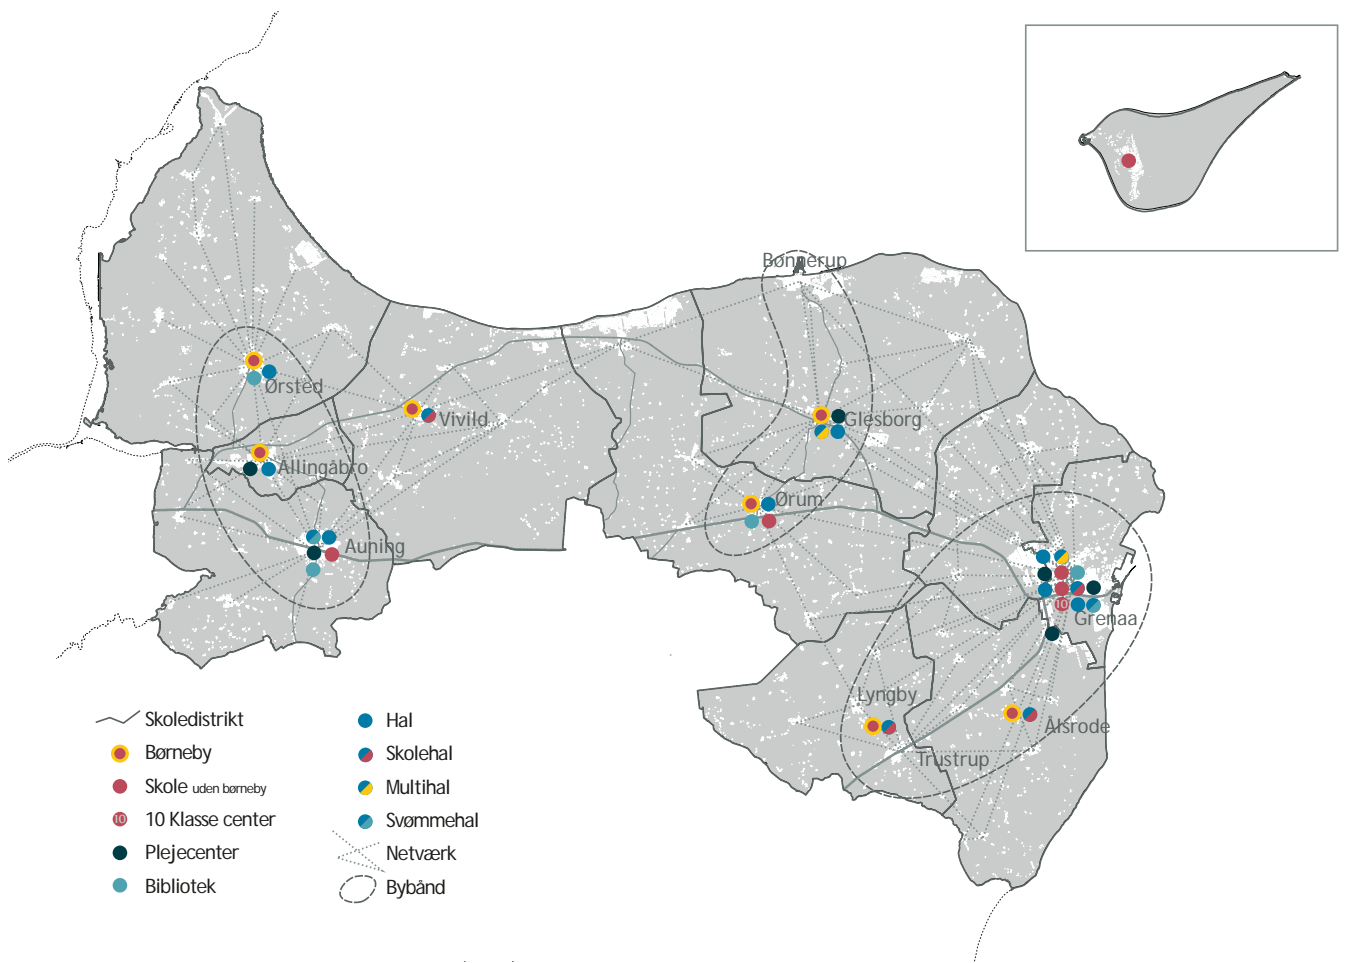 Bønnerup
Ørsted
Vivild
Glesborg
Allingåbro
Ørum
Auning
10
Grenaa
Lyngby
Ålsrode
Trustrup
Skoledistrikt
Børneby
Skole uden børneby
10
10 Klasse center
Plejecenter
Bibliotek
Hal
Skolehal
Multihal
Svømmehal
Netværk
Bybånd